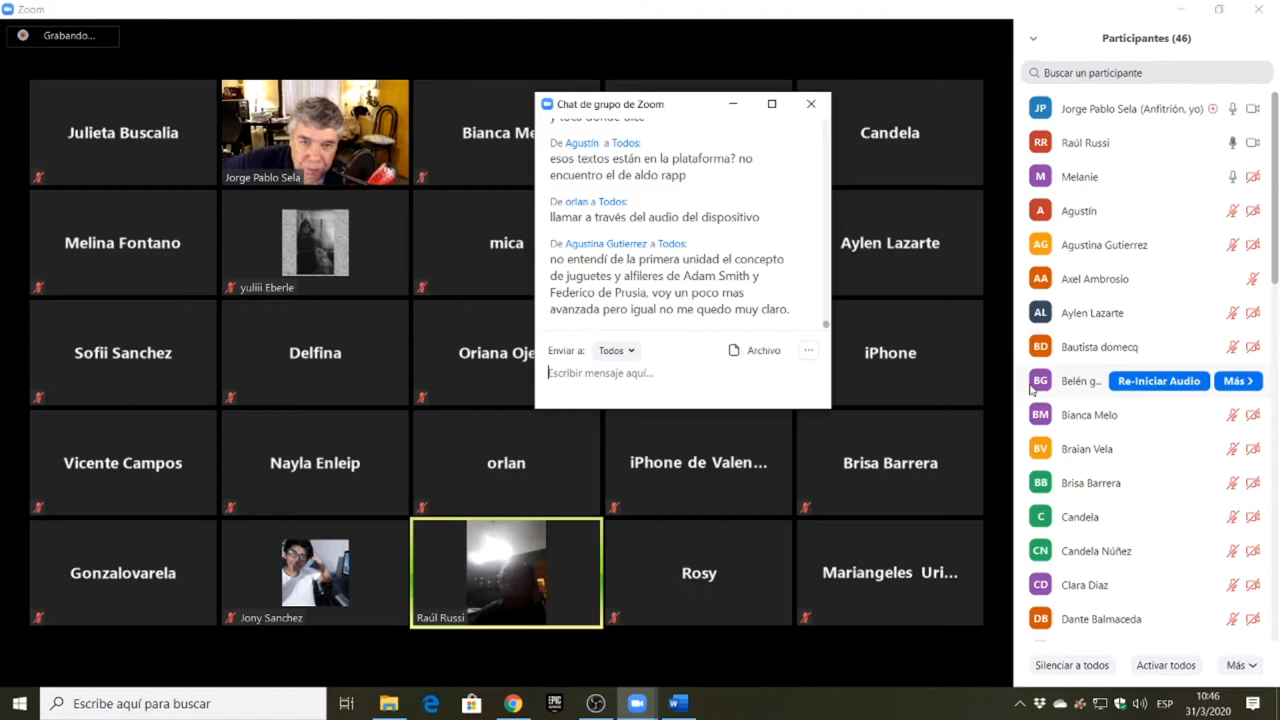 Zoom
Grabando...
Julieta Buscalia
Jorge Pablo Sela
Bianca Me
Candela
Melina Fontano
yuliii Eberle
mica
Aylen Lazarte
Sofii Sanchez
Delfina
Oriana Oje
iPhone
Vicente Campos
Nayla Enleip
orlan
iPhone de Valen...
Brisa Barrera
Gonzalovarela
Jony Sanchez
Raúl Russi
Rosy
Mariangeles Uri...
Chat de grupo de Zoom
y toca donde dice
De Agustín a Todos:
esos textos están en la plataforma? no
encuentro el de aldo rapp
De orlan a Todos:
llamar a través del audio del dispositivo
De Agustina Gutierrez a Todos:
no entendí de la primera unidad el concepto
de juguetes y alfileres de Adam Smith y
Federico de Prusia, voy un poco mas
avanzada pero igual no me quedo muy claro.
Enviar a: Todos Archivo ...
Escribir mensaje aquí...
Participantes (46)
Buscar un participante
JP Jorge Pablo Sela (Anfitrión, yo)
RR Raúl Russi
M Melanie
A Agustín
AG Agustina Gutierrez
AA Axel Ambrosio
AL Aylen Lazarte
BD Bautista domecq
BG Belén g... Re-Iniciar Audio Más >
BM Bianca Melo
BV Braian Vela
BB Brisa Barrera
C Candela
CN Candela Núñez
CD Clara Diaz
DB Dante Balmaceda
Silenciar a todos Activar todos Más
Escribe aquí para buscar
EPIC GAMES
ESP
10:46
31/3/2020